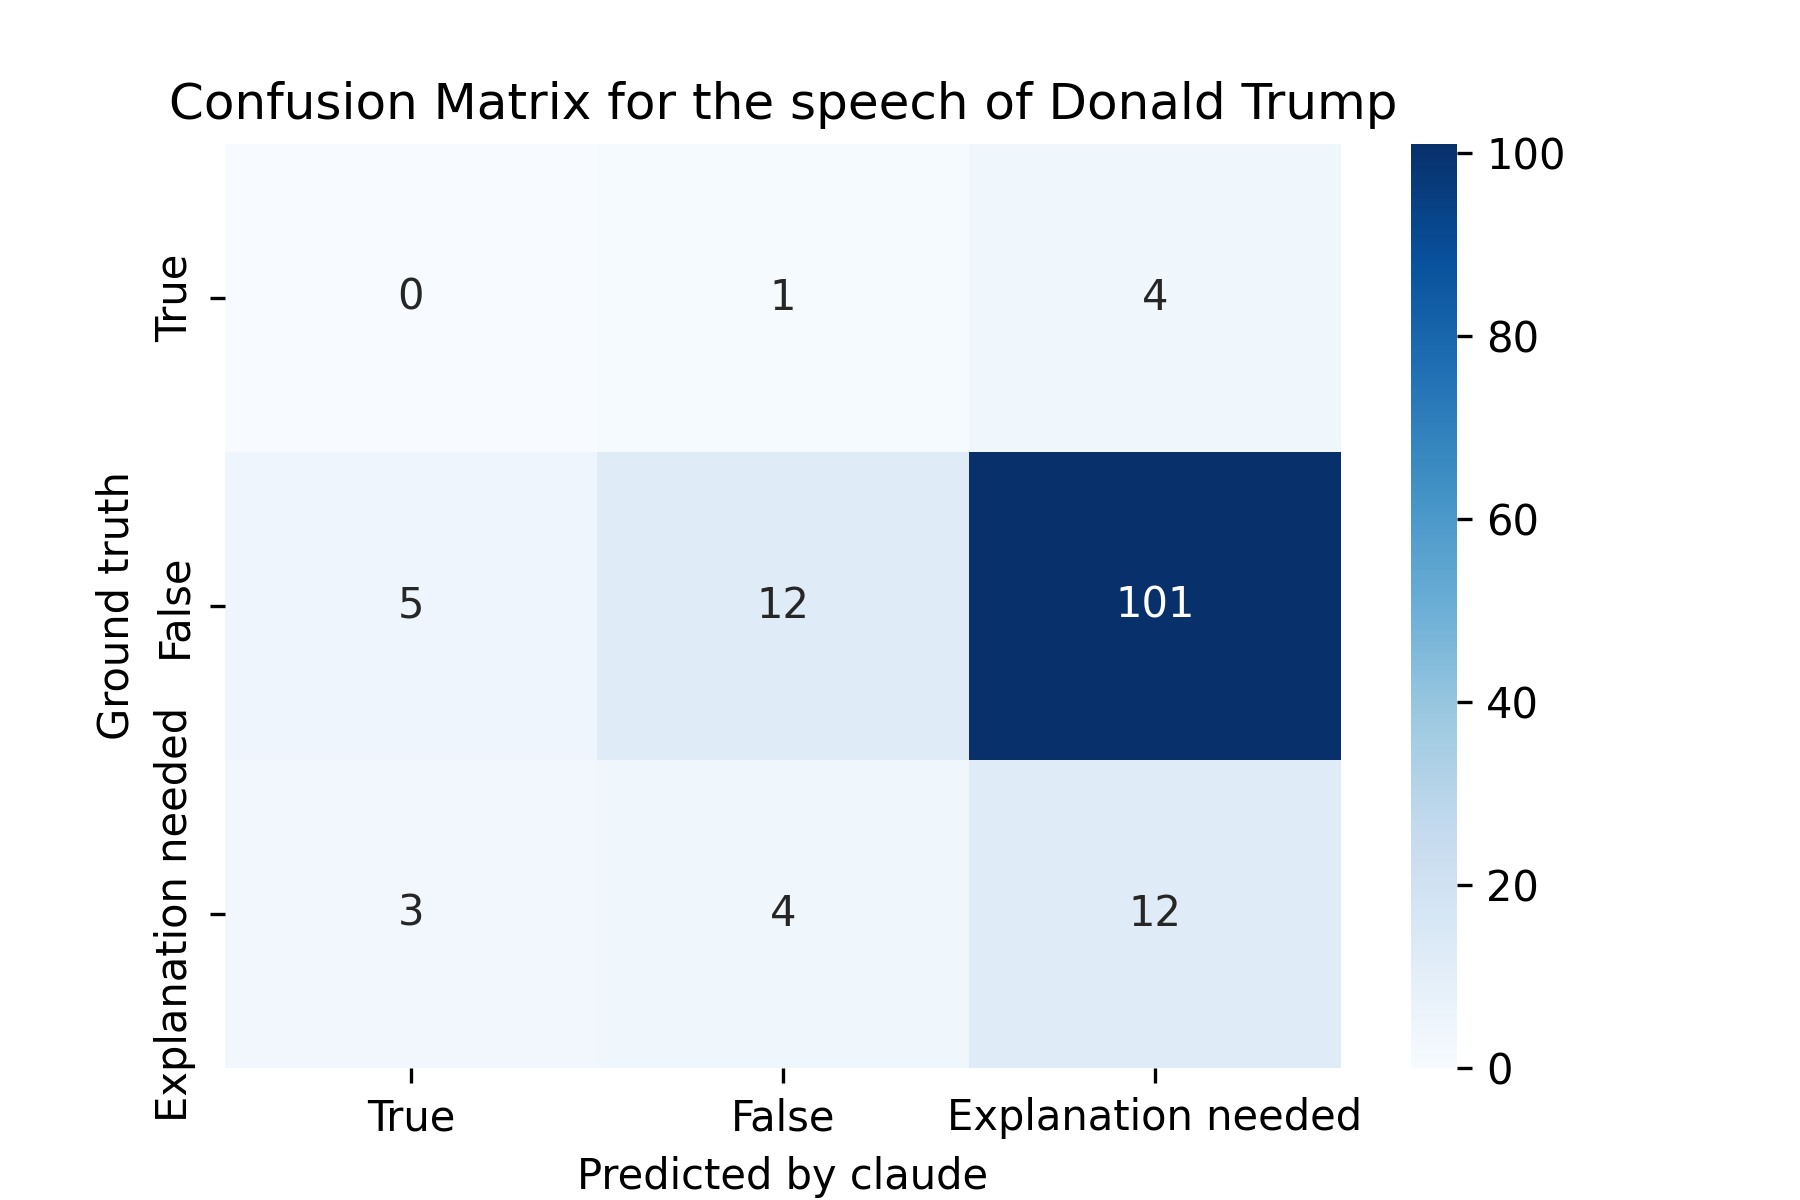 Confusion Matrix for the speech of Donald Trump
Ground truth
True
0 1 4
False
5 12 101
Explanation needed
3 4 12
True False Explanation needed
Predicted by claude
100
80
60
40
20
0